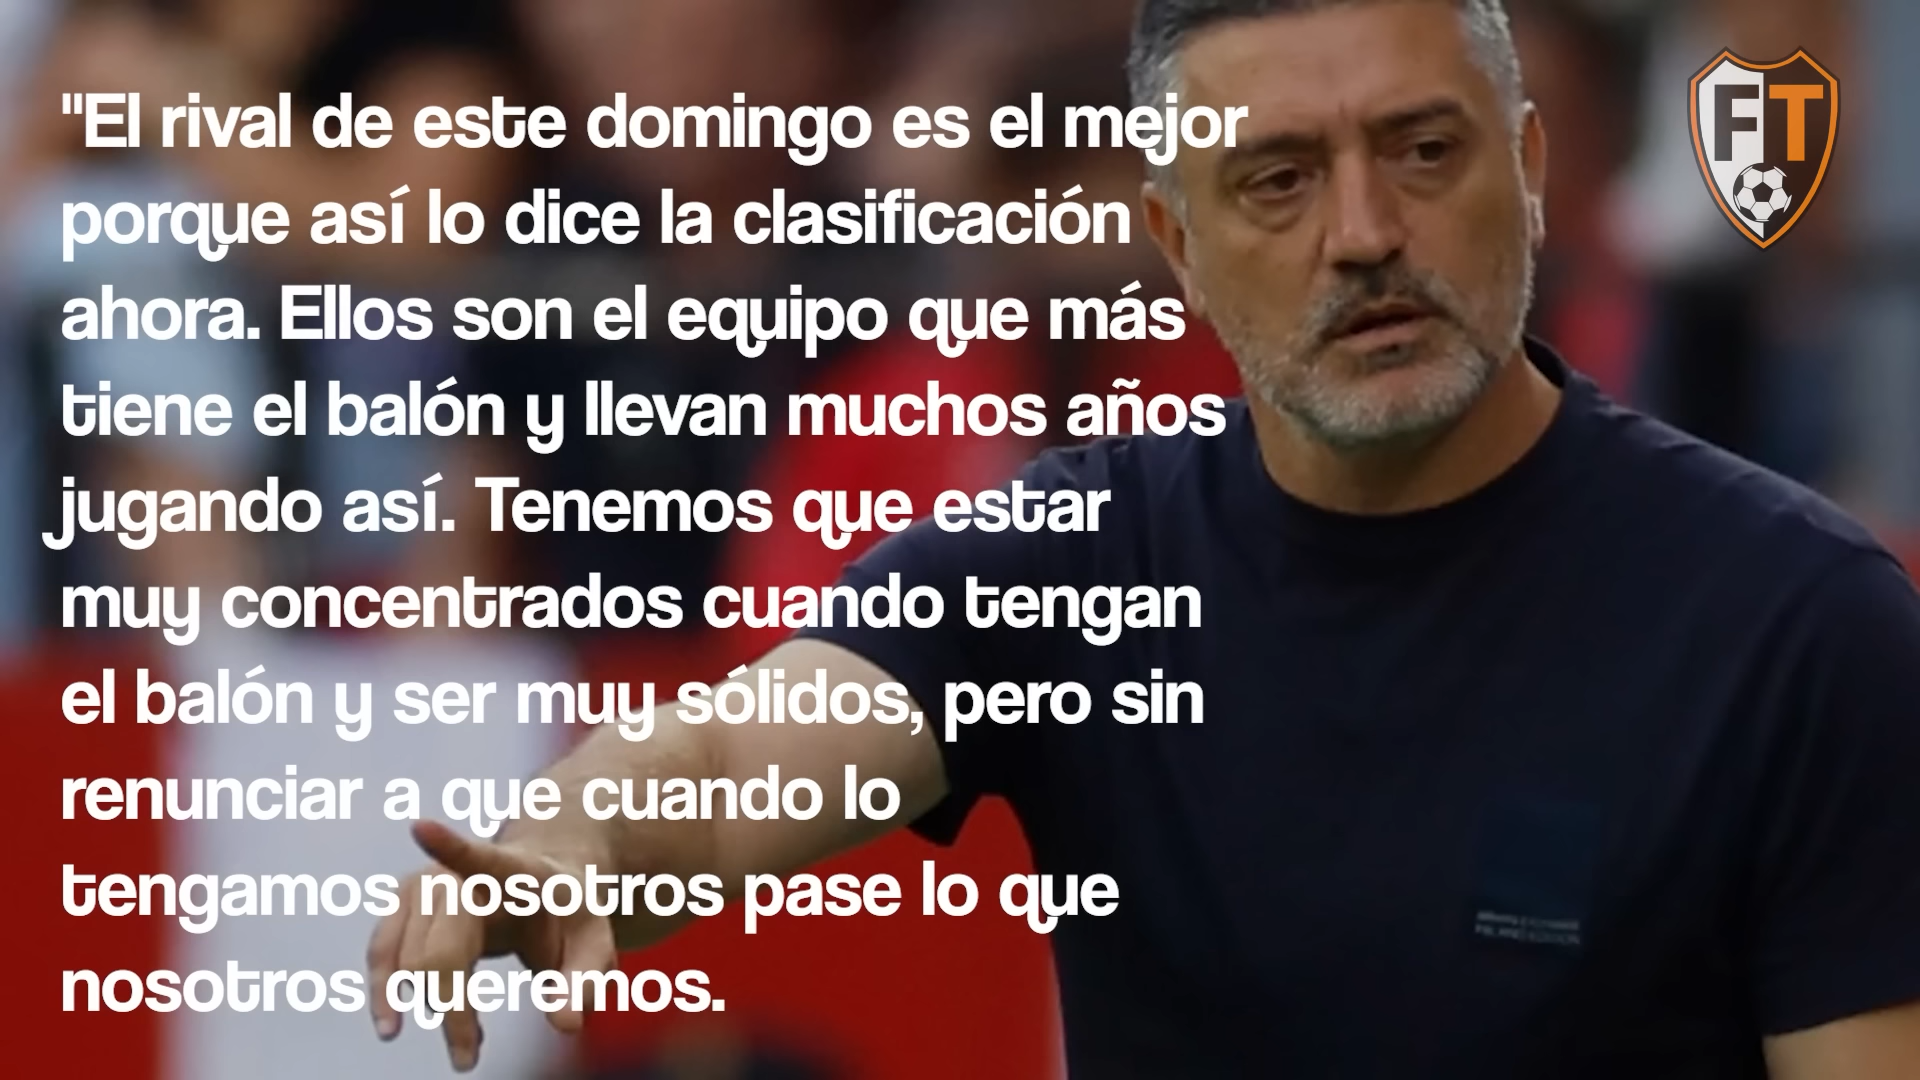 "El rival de este domingo es el mejor
porque así lo dice la clasificación
ahora. Ellos son el equipo que más
tiene el balón y llevan muchos años
jugando así. Tenemos que estar
muy concentrados cuando tengan
el balón y ser muy sólidos, pero sin
renunciar a que cuando lo
tengamos nosotros pase lo que
nosotros queremos.
FT